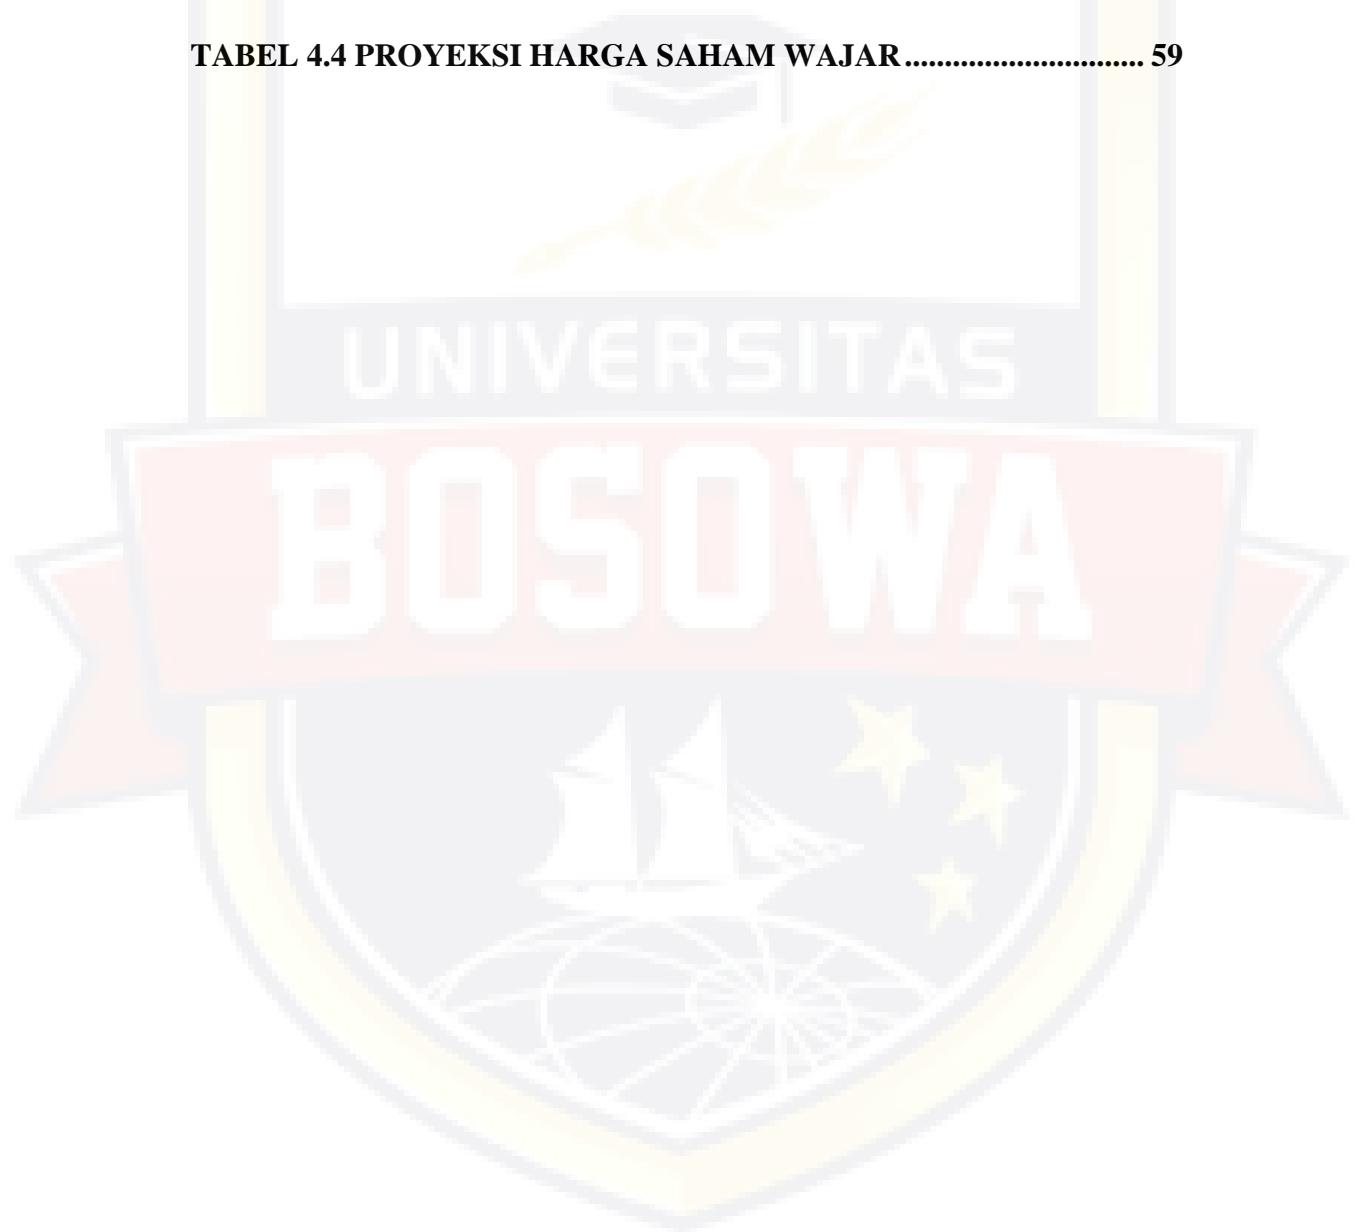 TABEL 4.4 PROYEKSI HARGA SAHAM WAJAR.............................. 59
UNIVERSITAS
BOSOWA